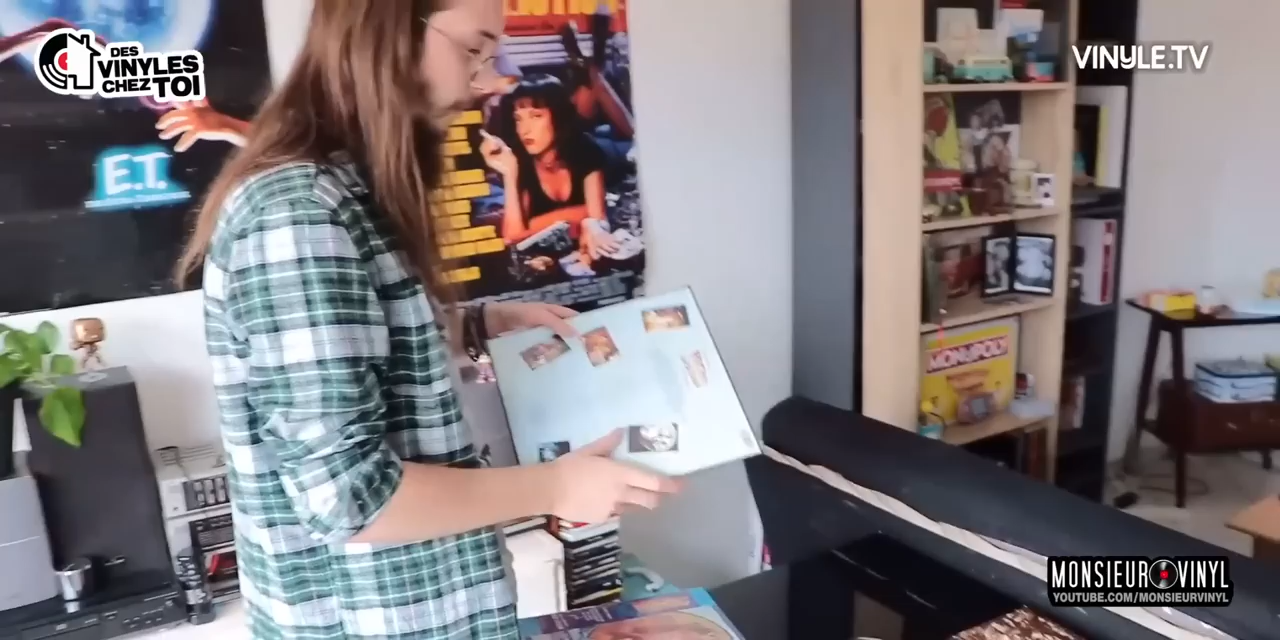 DES
VINYLES
CHEZ TOI
VINYLE.TV
E.T.
MONOPOLY
MONSIEUR VINYL
YOUTUBE.COM/MONSIEURVINYL